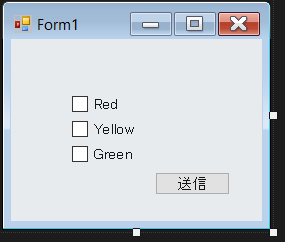 Form1
Red
Yellow
Green
送信